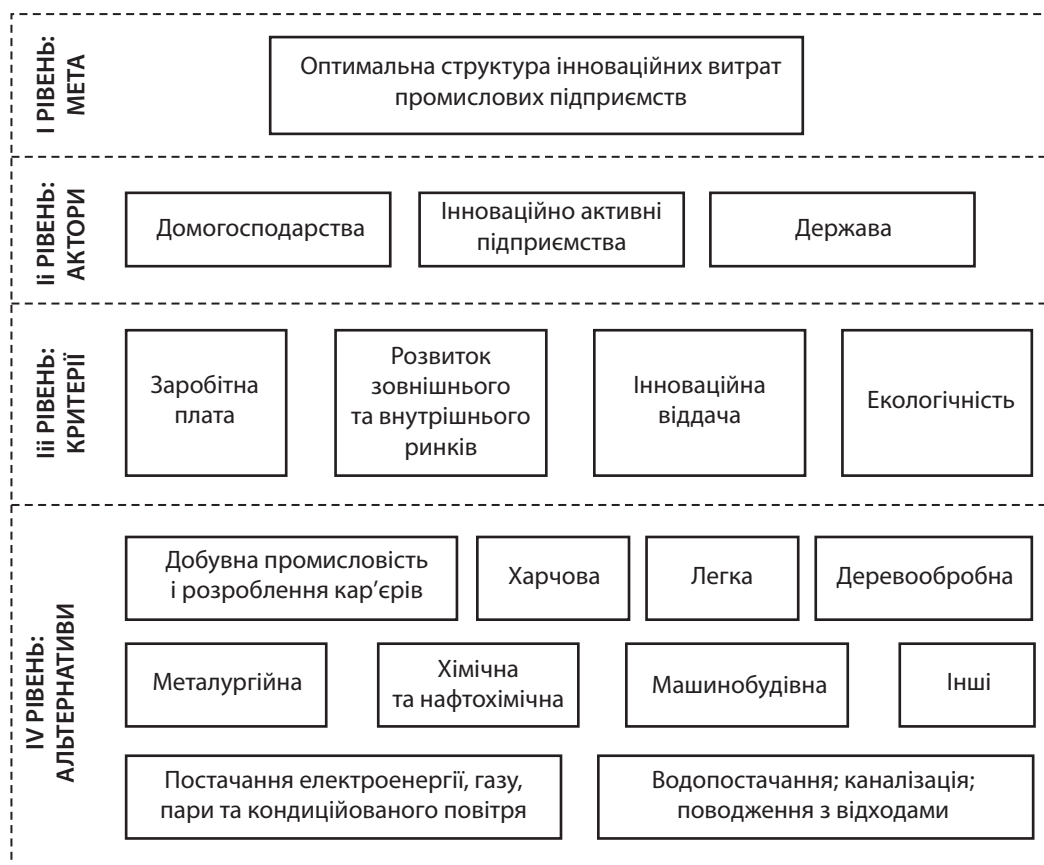 І РІВЕНЬ:
МЕТА
Оптимальна структура інноваційних витрат
промислових підприємств
Ii РІВЕНЬ:
АКТОРИ
Домогосподарства
Інноваційно активні
підприємства
Держава
Iii РІВЕНЬ:
КРИТЕРІЇ
Заробітна
плата
Розвиток
зовнішнього
та внутрішнього
ринків
Інноваційна
віддача
Екологічність
IV РІВЕНЬ:
АЛЬТЕРНАТИВИ
Добувна промисловість
і розроблення кар’єрів
Харчова
Легка
Деревообробна
Металургійна
Хімічна
та нафтохімічна
Машинобудівна
Інші
Постачання електроенергії, газу,
пари та кондиційованого повітря
Водопостачання; каналізація;
поводження з відходами